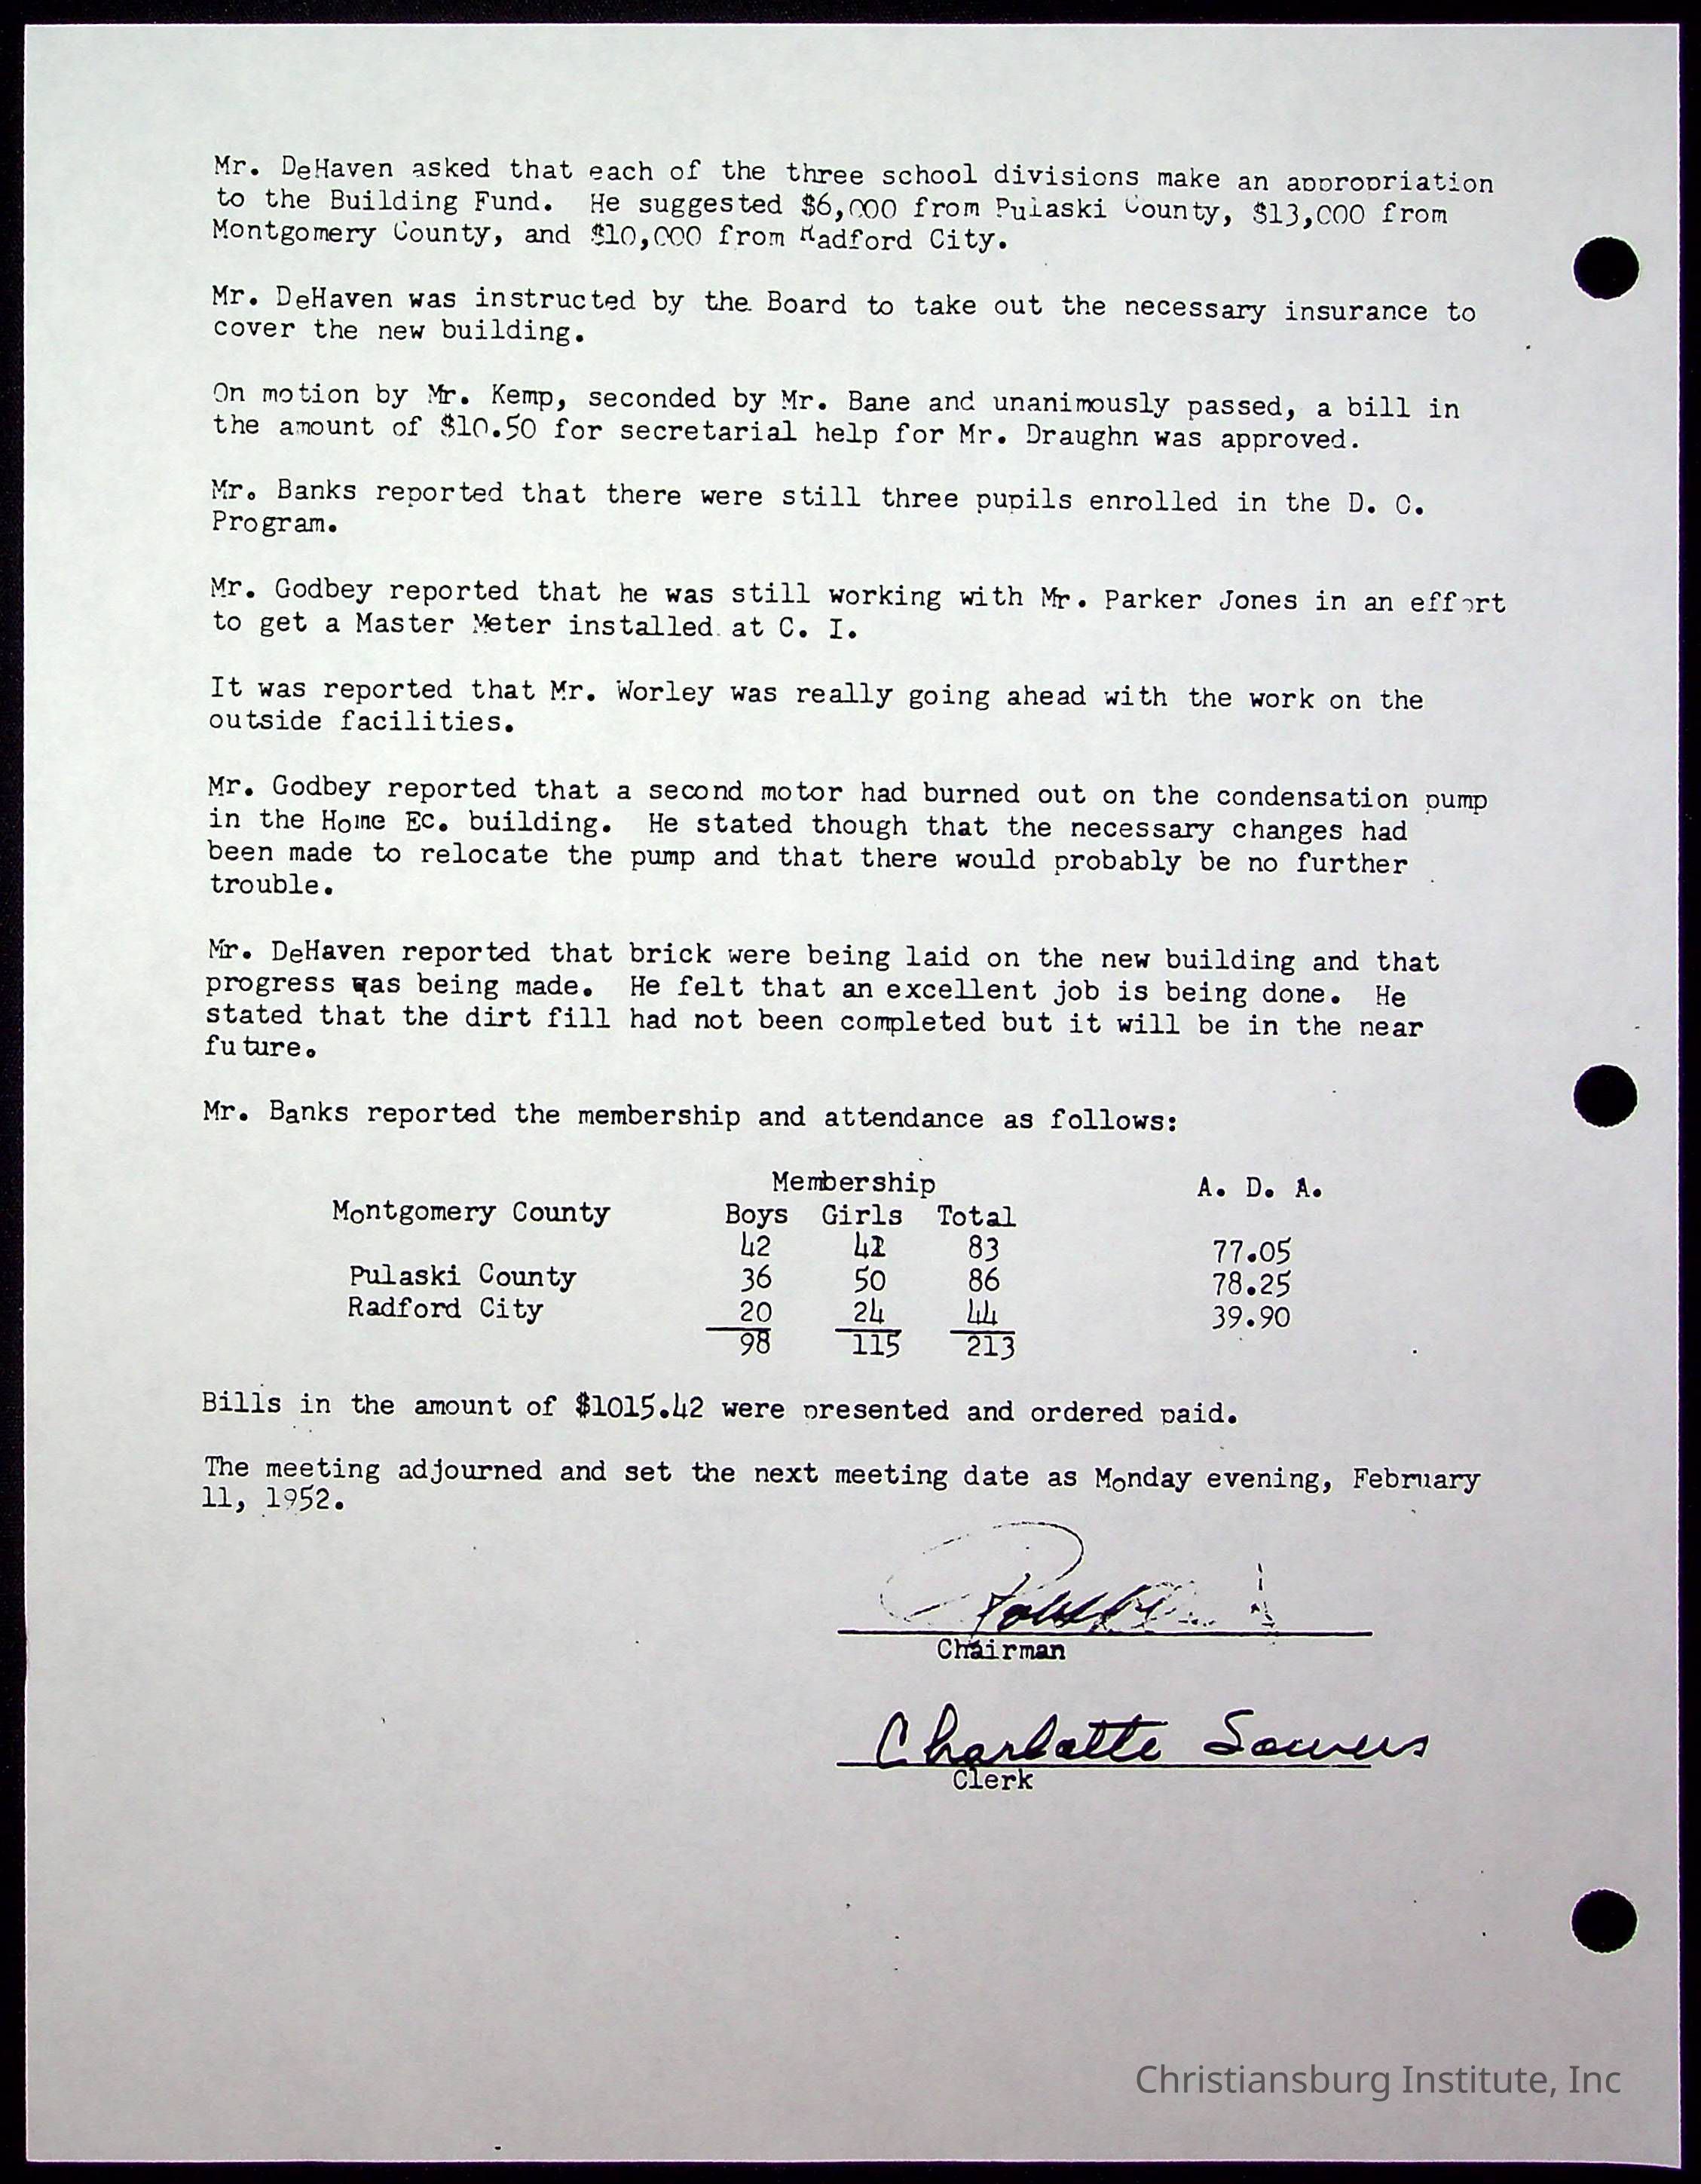 Mr. DeHaven asked that each of the three school divisions make an appropriation
to the Building Fund. He suggested $6,000 from Pulaski County, $13,000 from
Montgomery County, and $10,000 from Radford City.
Mr. DeHaven was instructed by the Board to take out the necessary insurance to
cover the new building.
On motion by Mr. Kemp, seconded by Mr. Bane and unanimously passed, a bill in
the amount of $10.50 for secretarial help for Mr. Draughn was approved.
Mr. Banks reported that there were still three pupils enrolled in the D. C.
Program.
Mr. Godbey reported that he was still working with Mr. Parker Jones in an effort
to get a Master Meter installed at C. I.
It was reported that Mr. Worley was really going ahead with the work on the
outside facilities.
Mr. Godbey reported that a second motor had burned out on the condensation pump
in the Home Ec. building. He stated though that the necessary changes had
been made to relocate the pump and that there would probably be no further
trouble.
Mr. DeHaven reported that brick were being laid on the new building and that
progress was being made. He felt that an excellent job is being done. He
stated that the dirt fill had not been completed but it will be in the near
future.
Mr. Banks reported the membership and attendance as follows:
Membership A. D. A.
Montgomery County Boys Girls Total
42 41 83 77.05
Pulaski County 36 50 86 78.25
Radford City 20 24 44 39.90
98 115 213
Bills in the amount of $1015.42 were presented and ordered paid.
The meeting adjourned and set the next meeting date as Monday evening, February
11, 1952.
Chairman
Charlotte Sowers
Clerk
Christiansburg Institute, Inc